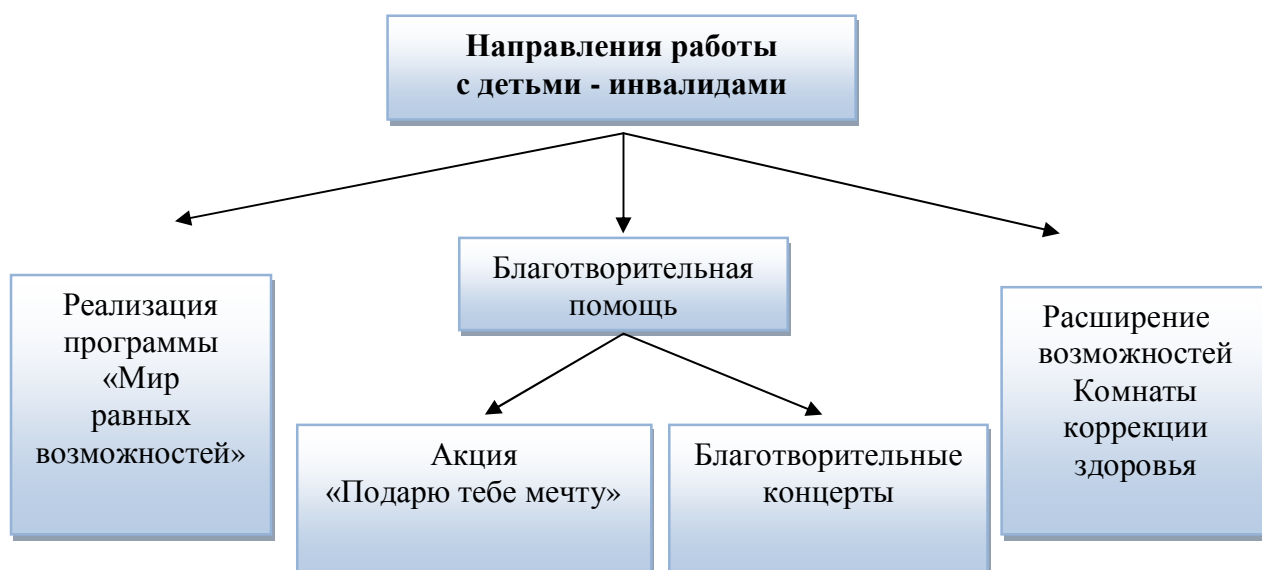 Направления работы
с детьми - инвалидами
Благотворительная
помощь
Реализация
программы
«Мир
равных
возможностей»
Расширение
возможностей
Комнаты
коррекции
здоровья
Акция
«Подарю тебе мечту»
Благотворительные
концерты